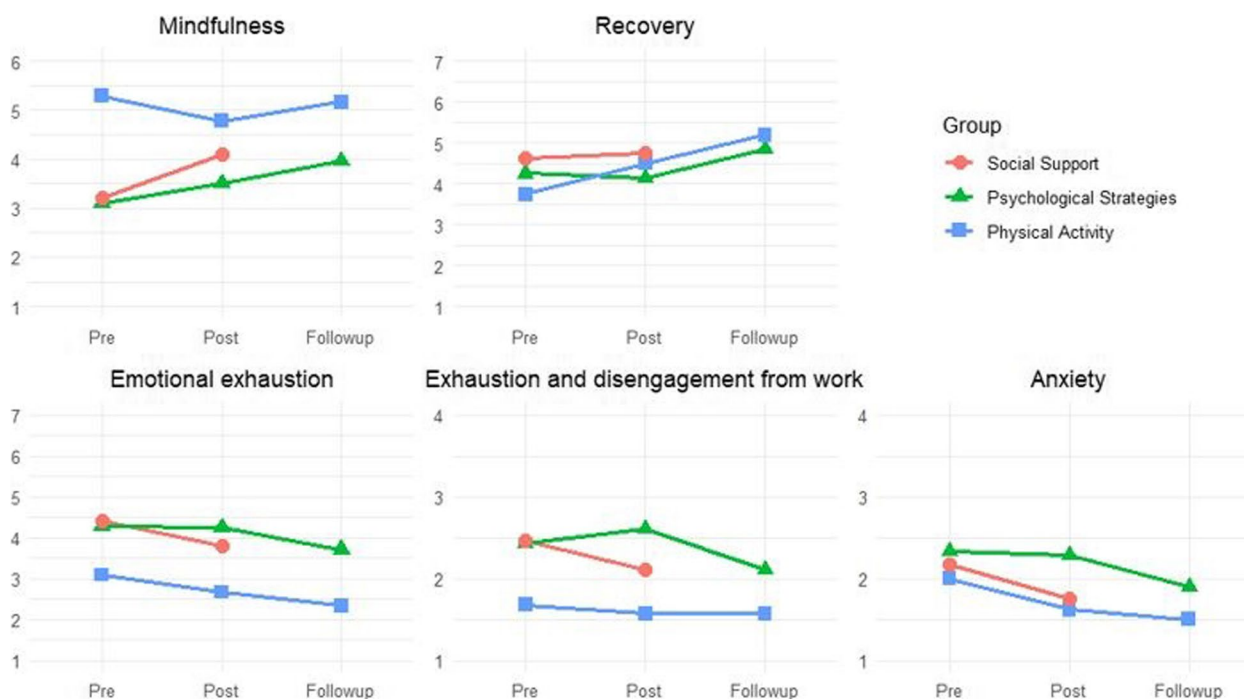 Mindfulness
6
5
4
3
2
1
Pre Post Followup
Recovery
7
6
5
4
3
2
1
Pre Post Followup
Group
Social Support
Psychological Strategies
Physical Activity
Emotional exhaustion
7
6
5
4
3
2
1
Pre Post Followup
Exhaustion and disengagement from work
4
3
2
1
Pre Post Followup
Anxiety
4
3
2
1
Pre Post Followup